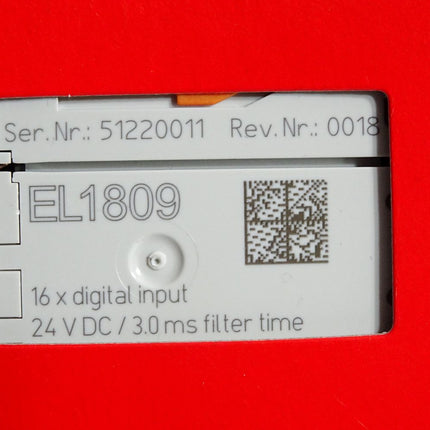 Ser.Nr.: 51220011 Rev.Nr.: 0018
EL1809
16 x digital input
24 V DC / 3.0 ms filter time